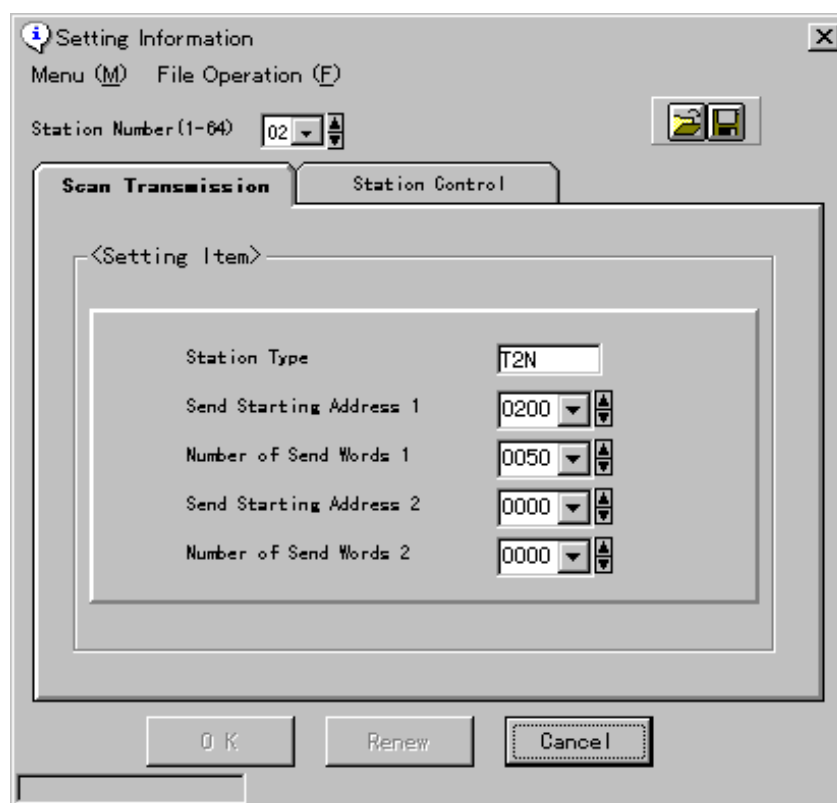 Setting Information
Menu (M) File Operation (F)
Station Number(1-64) 02
Scan Transmission Station Control
<Setting Item>
Station Type T2N
Send Starting Address 1 0200
Number of Send Words 1 0050
Send Starting Address 2 0000
Number of Send Words 2 0000
O K Renew Cancel